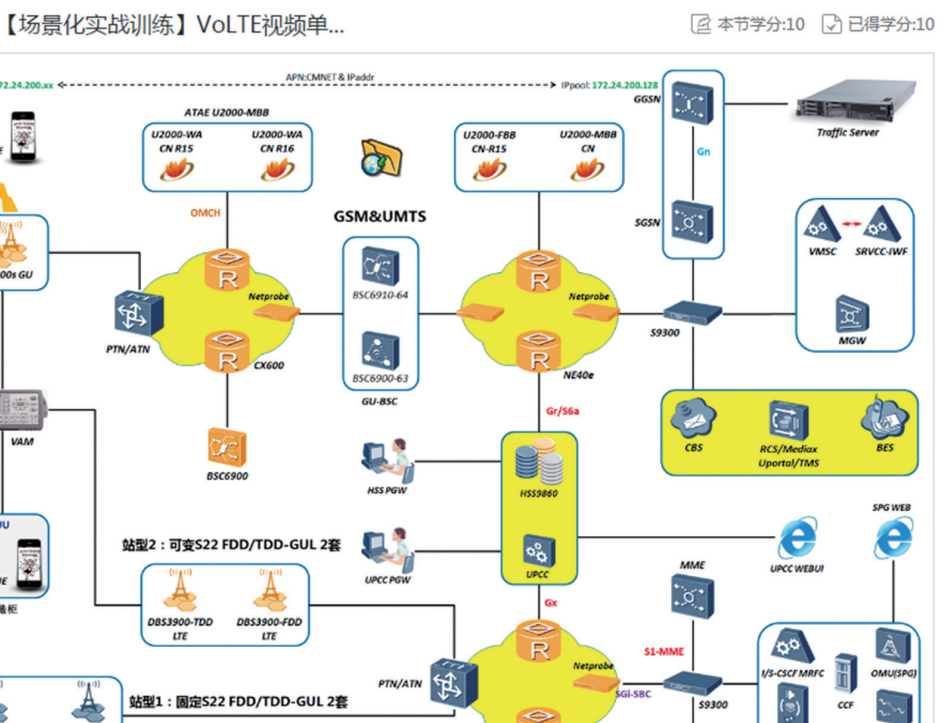 【场景化实战训练】VoLTE视频单...
本节学分:10
已得学分:10
72.24.200.xx
APN:CMNET & IPaddr
IPpool: 172.24.200.128
GGSN
Traffic Server
ATAE U2000-MBB
U2000-WA
CN R15
U2000-WA
CN R16
U2000-FBB
CN-R15
U2000-MBB
CN
Gn
OMCH
GSM&UMTS
SGSN
VMSC
SRVCC-IWF
00s GU
R
R
BSC6910-64
Netprobe
Netprobe
PTN/ATN
S9300
MGW
R
CX600
BSC6900-63
R
NE40e
GU-BSC
Gr/S6a
VAM
BSC6900
HSS PGW
HSS9860
CBS
RCS/Mediax
Uportal/TMS
BES
SPG WEB
站型2：可变S22 FDD/TDD-GUL 2套
UPCC PGW
UPCC
UPCC WEBUI
MME
DBS3900-TDD
LTE
DBS3900-FDD
LTE
Gx
R
S1-MME
Netprobe
I/S-CSCF MRFC
OMU(SPG)
PTN/ATN
SGi-SBC
S9300
CCF
站型1：固定S22 FDD/TDD-GUL 2套